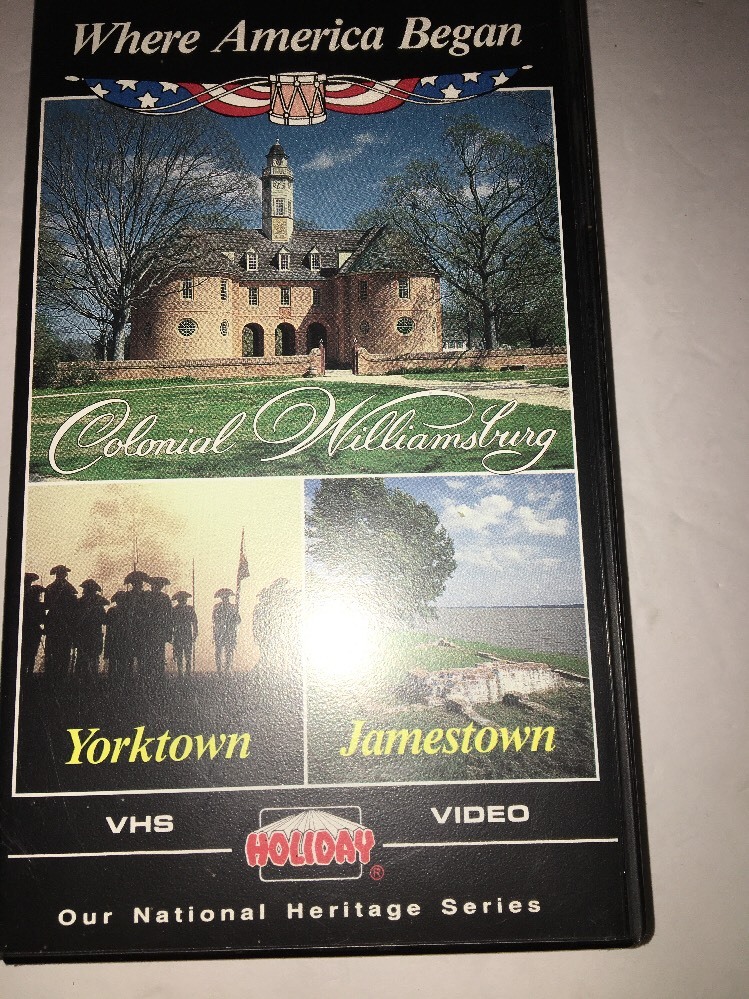 Where America Began
Colonial Williamsburg
Yorktown
Jamestown
VHS
VIDEO
HOLIDAY®
Our National Heritage Series